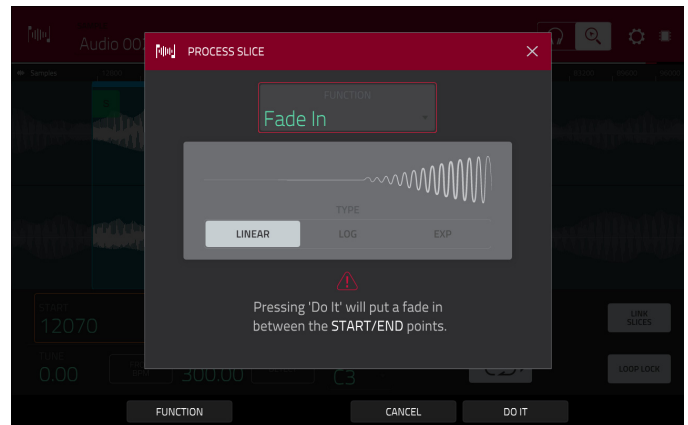 Audio 002
Samples
PROCESS SLICE
FUNCTION
Fade In
TYPE
LINEAR LOG EXP
Pressing 'Do It' will put a fade in
between the START/END points.
START
12070
LINK
SLICES
TUNE
0.00
300.00
C3
LOOP LOCK
FUNCTION CANCEL DO IT